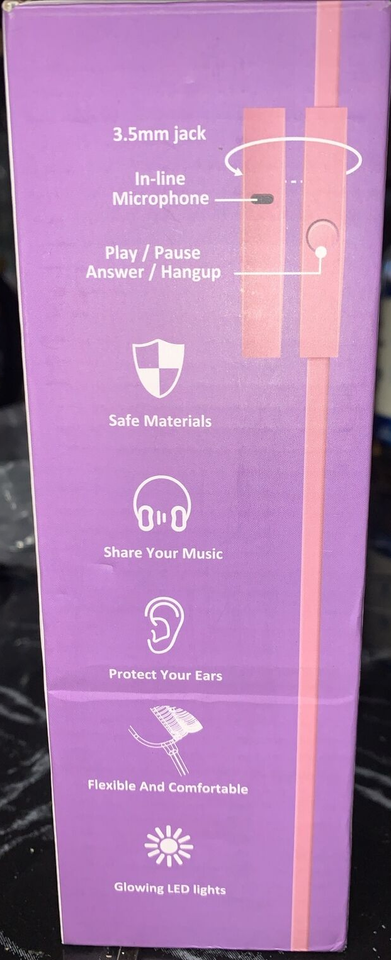 3.5mm jack
In-line
Microphone
Play / Pause
Answer / Hangup
Safe Materials
Share Your Music
Protect Your Ears
Flexible And Comfortable
Glowing LED lights